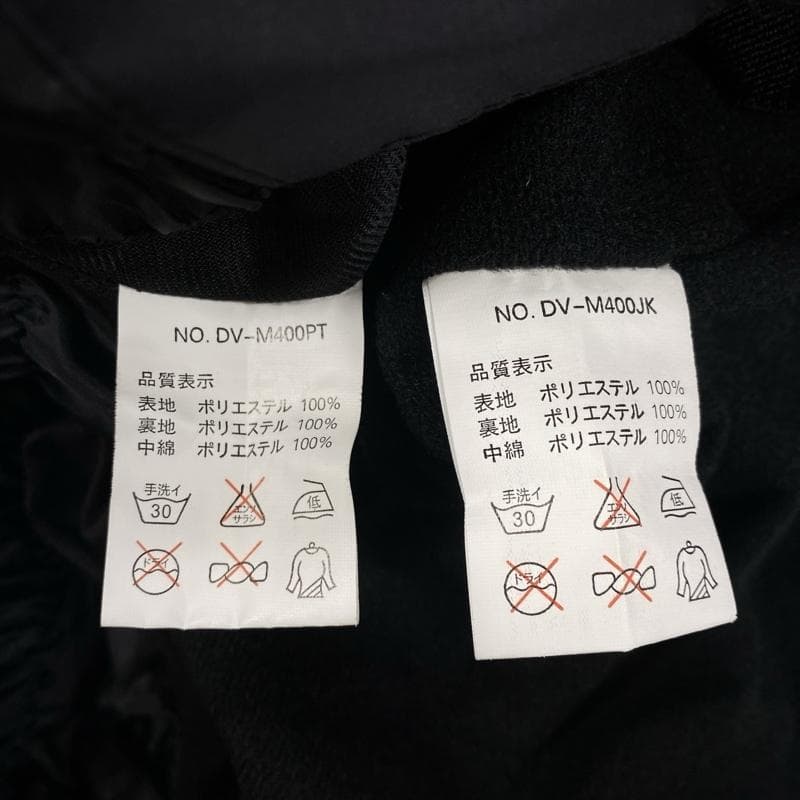 NO. DV-M400PT
品質表示
表地 ポリエステル 100%
裏地 ポリエステル 100%
中綿 ポリエステル 100%
手洗イ
30
エンソ
サラシ
低
ドライ
NO. DV-M400JK
品質表示
表地 ポリエステル 100%
裏地 ポリエステル 100%
中綿 ポリエステル 100%
手洗イ
30
エンソ
サラシ
低
ドライ